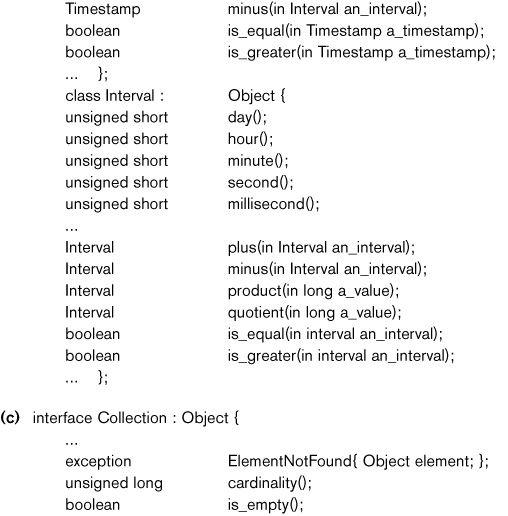 Timestamp minus(in Interval an_interval);
boolean is_equal(in Timestamp a_timestamp);
boolean is_greater(in Timestamp a_timestamp);
... };
class Interval : Object {
unsigned short day();
unsigned short hour();
unsigned short minute();
unsigned short second();
unsigned short millisecond();
...
Interval plus(in Interval an_interval);
Interval minus(in Interval an_interval);
Interval product(in long a_value);
Interval quotient(in long a_value);
boolean is_equal(in interval an_interval);
boolean is_greater(in interval an_interval);
... };
(c) interface Collection : Object {
...
exception ElementNotFound{ Object element; };
unsigned long cardinality();
boolean is_empty();